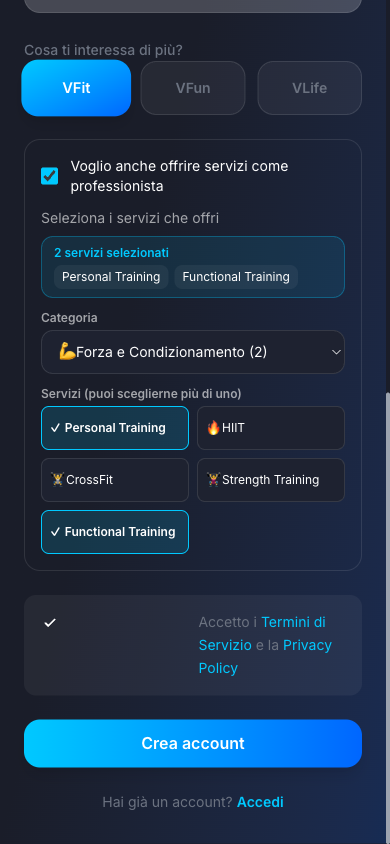 Cosa ti interessa di più?
VFit VFun VLife
Voglio anche offrire servizi come
professionista
Seleziona i servizi che offri
2 servizi selezionati
Personal Training Functional Training
Categoria
💪Forza e Condizionamento (2)
Servizi (puoi sceglierne più di uno)
✓ Personal Training 🔥HIIT
🏋️CrossFit 🏋️‍♀️Strength Training
✓ Functional Training
Accetto i Termini di
Servizio e la Privacy
Policy
Crea account
Hai già un account? Accedi